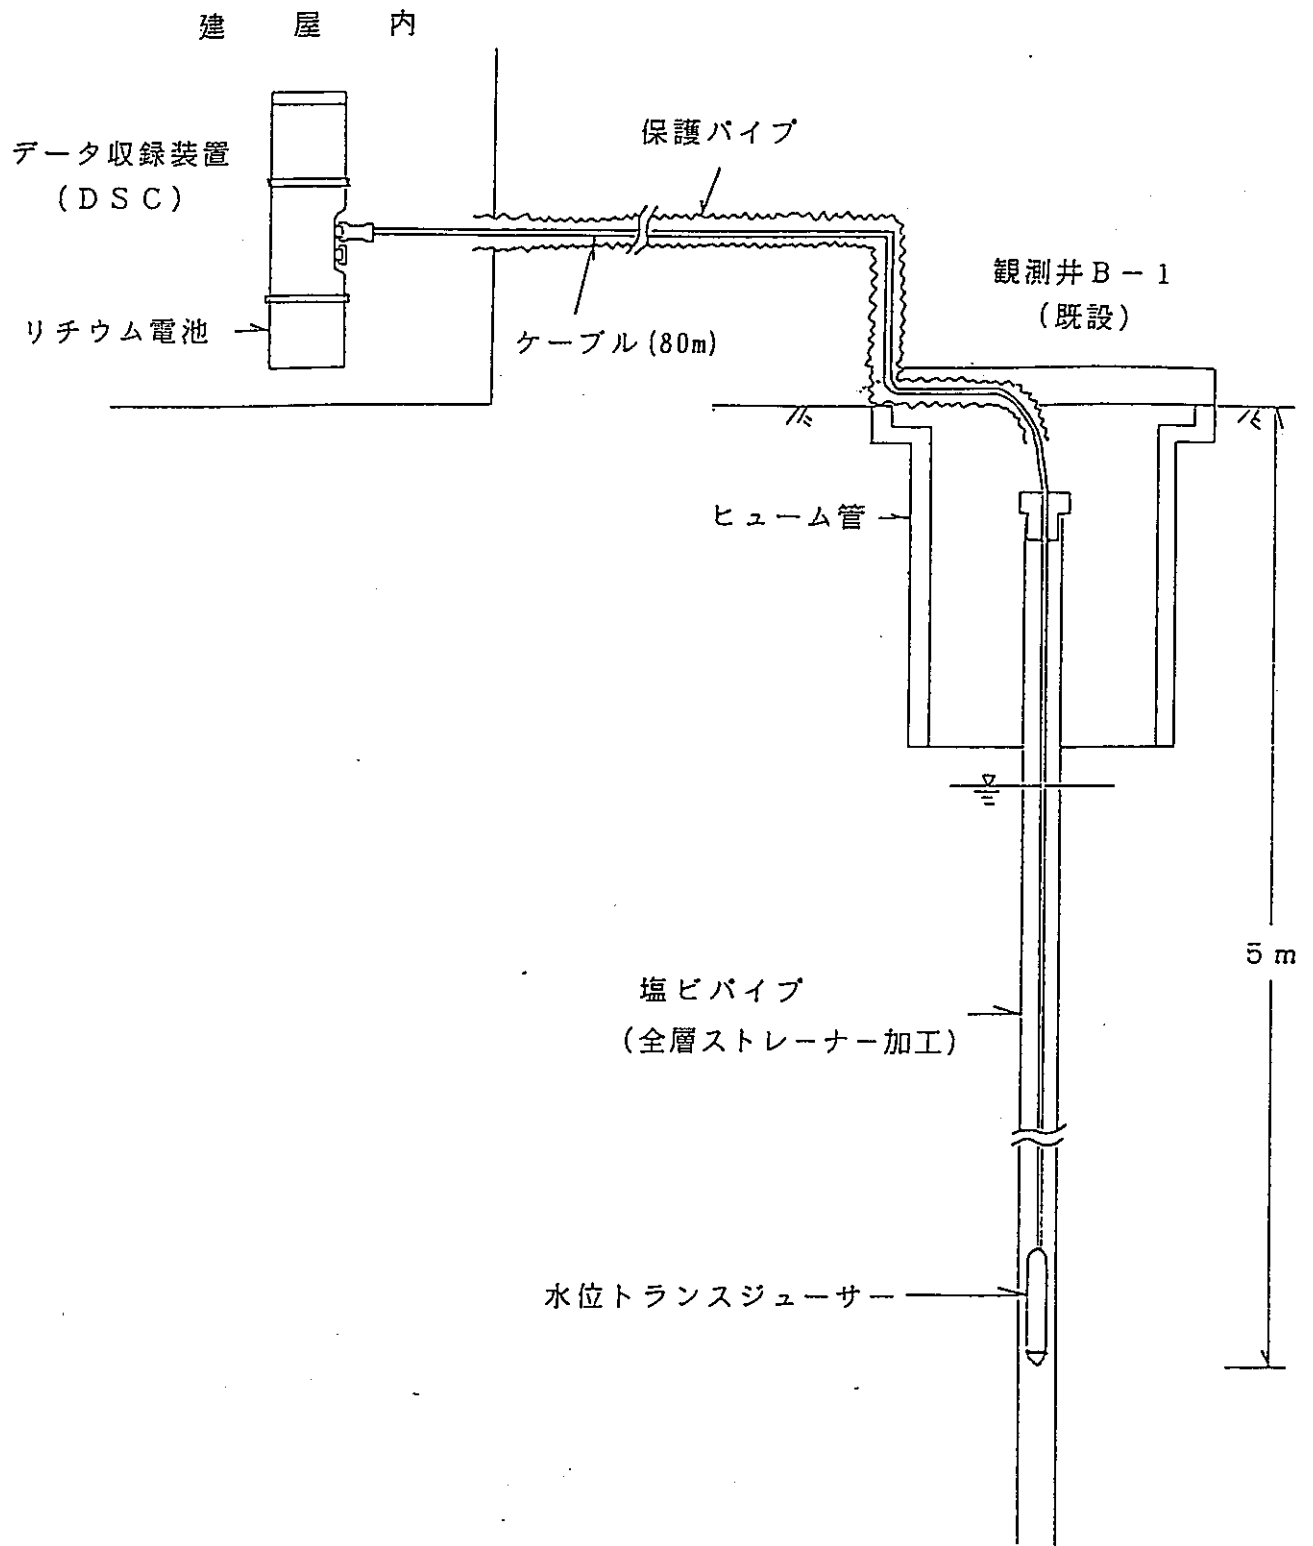 建屋内
データ収録装置
(DSC)
保護パイプ
観測井B-1
(既設)
リチウム電池
ケーブル(80m)
ヒューム管
5m
塩ビパイプ
(全層ストレーナー加工)
水位トランスジューサー